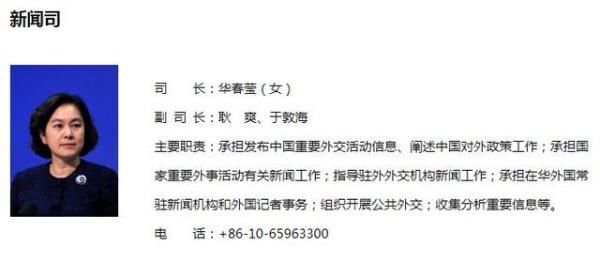 新闻司
司 长：华春莹（女）
副 司 长：耿 爽、于敦海
主要职责：承担发布中国重要外交活动信息、阐述中国对外政策工作；承担国
家重要外事活动有关新闻工作；指导驻外外交机构新闻工作；承担在华外国常
驻新闻机构和外国记者事务；组织开展公共外交；收集分析重要信息等。
电 话：+86-10-65963300